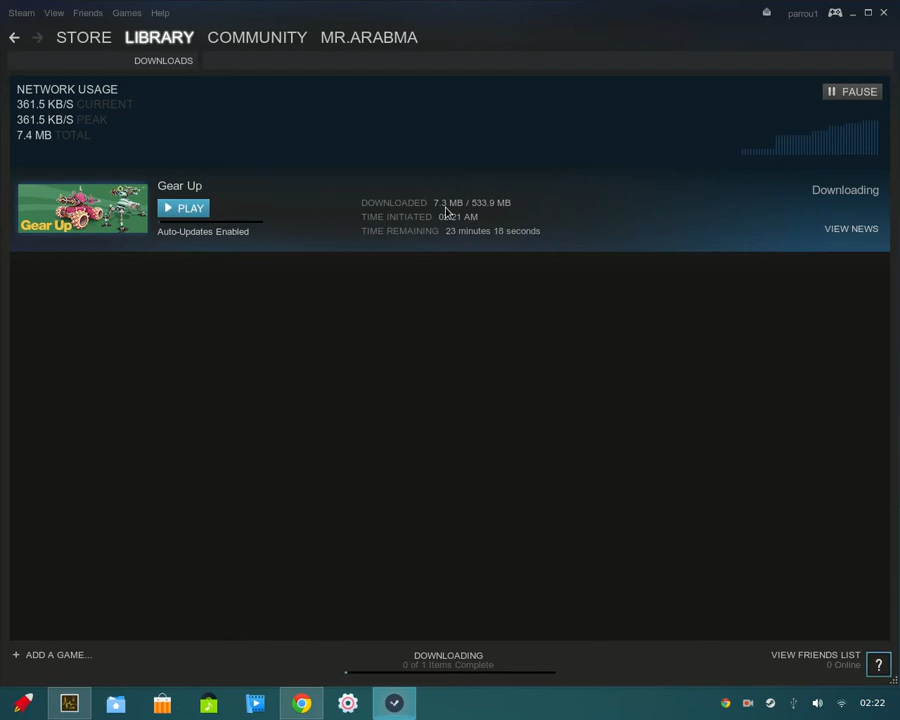 Steam View Friends Games Help
parrou1
STORE LIBRARY COMMUNITY MR.ARABMA
DOWNLOADS
NETWORK USAGE
361.5 KB/S CURRENT
361.5 KB/S PEAK
7.4 MB TOTAL
PAUSE
Gear Up
Gear Up
PLAY
Auto-Updates Enabled
DOWNLOADED 7.3 MB / 533.9 MB
TIME INITIATED AM
TIME REMAINING 23 minutes 18 seconds
Downloading
VIEW NEWS
+ ADD A GAME...
DOWNLOADING
0 of 1 Items Complete
VIEW FRIENDS LIST
0 Online
?
02:22